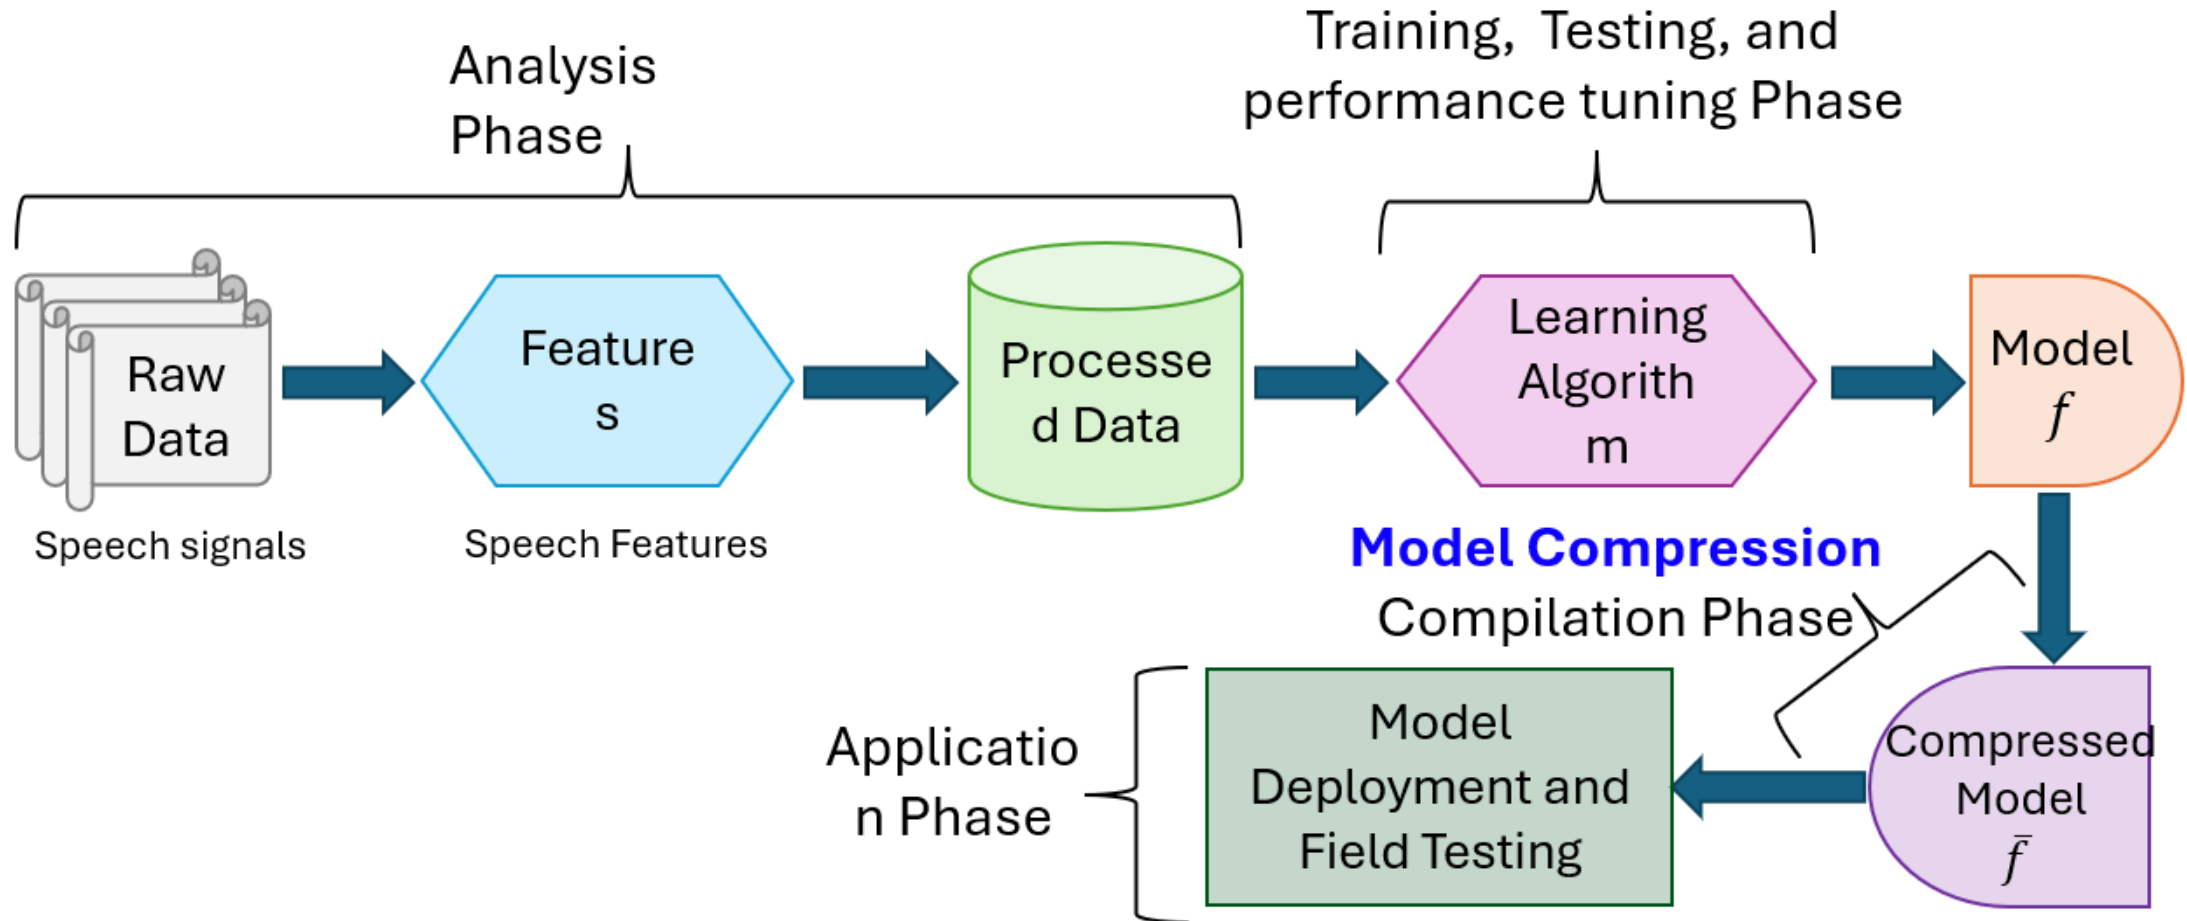 Analysis
Phase
Training, Testing, and
performance tuning Phase
Raw
Data
Feature
s
Processe
d Data
Learning
Algorith
m
Model
f
Speech signals
Speech Features
Model Compression
Compilation Phase
Applicatio
n Phase
Model
Deployment and
Field Testing
Compressed
Model
f̄